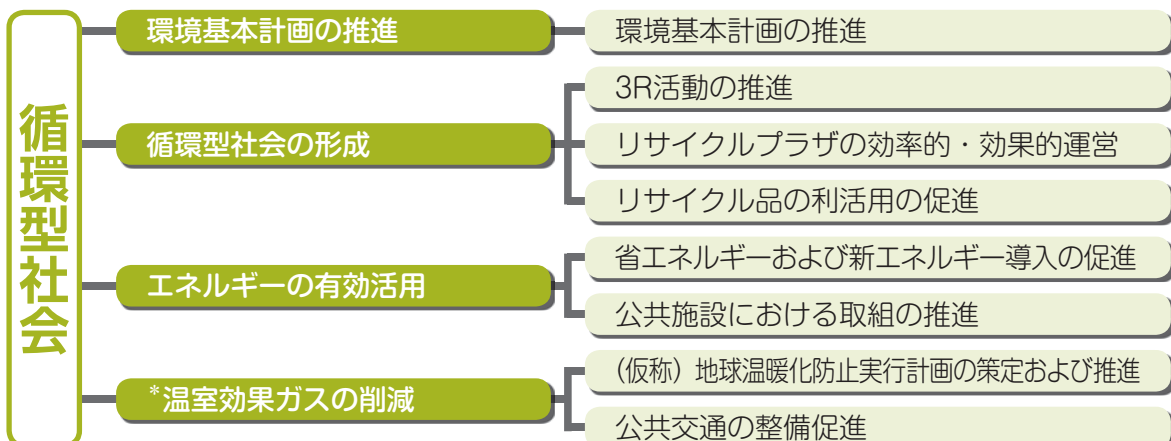 循環型社会
環境基本計画の推進
環境基本計画の推進
循環型社会の形成
3R活動の推進
リサイクルプラザの効率的・効果的運営
リサイクル品の利活用の促進
エネルギーの有効活用
省エネルギーおよび新エネルギー導入の促進
公共施設における取組の推進
*温室効果ガスの削減
(仮称) 地球温暖化防止実行計画の策定および推進
公共交通の整備促進